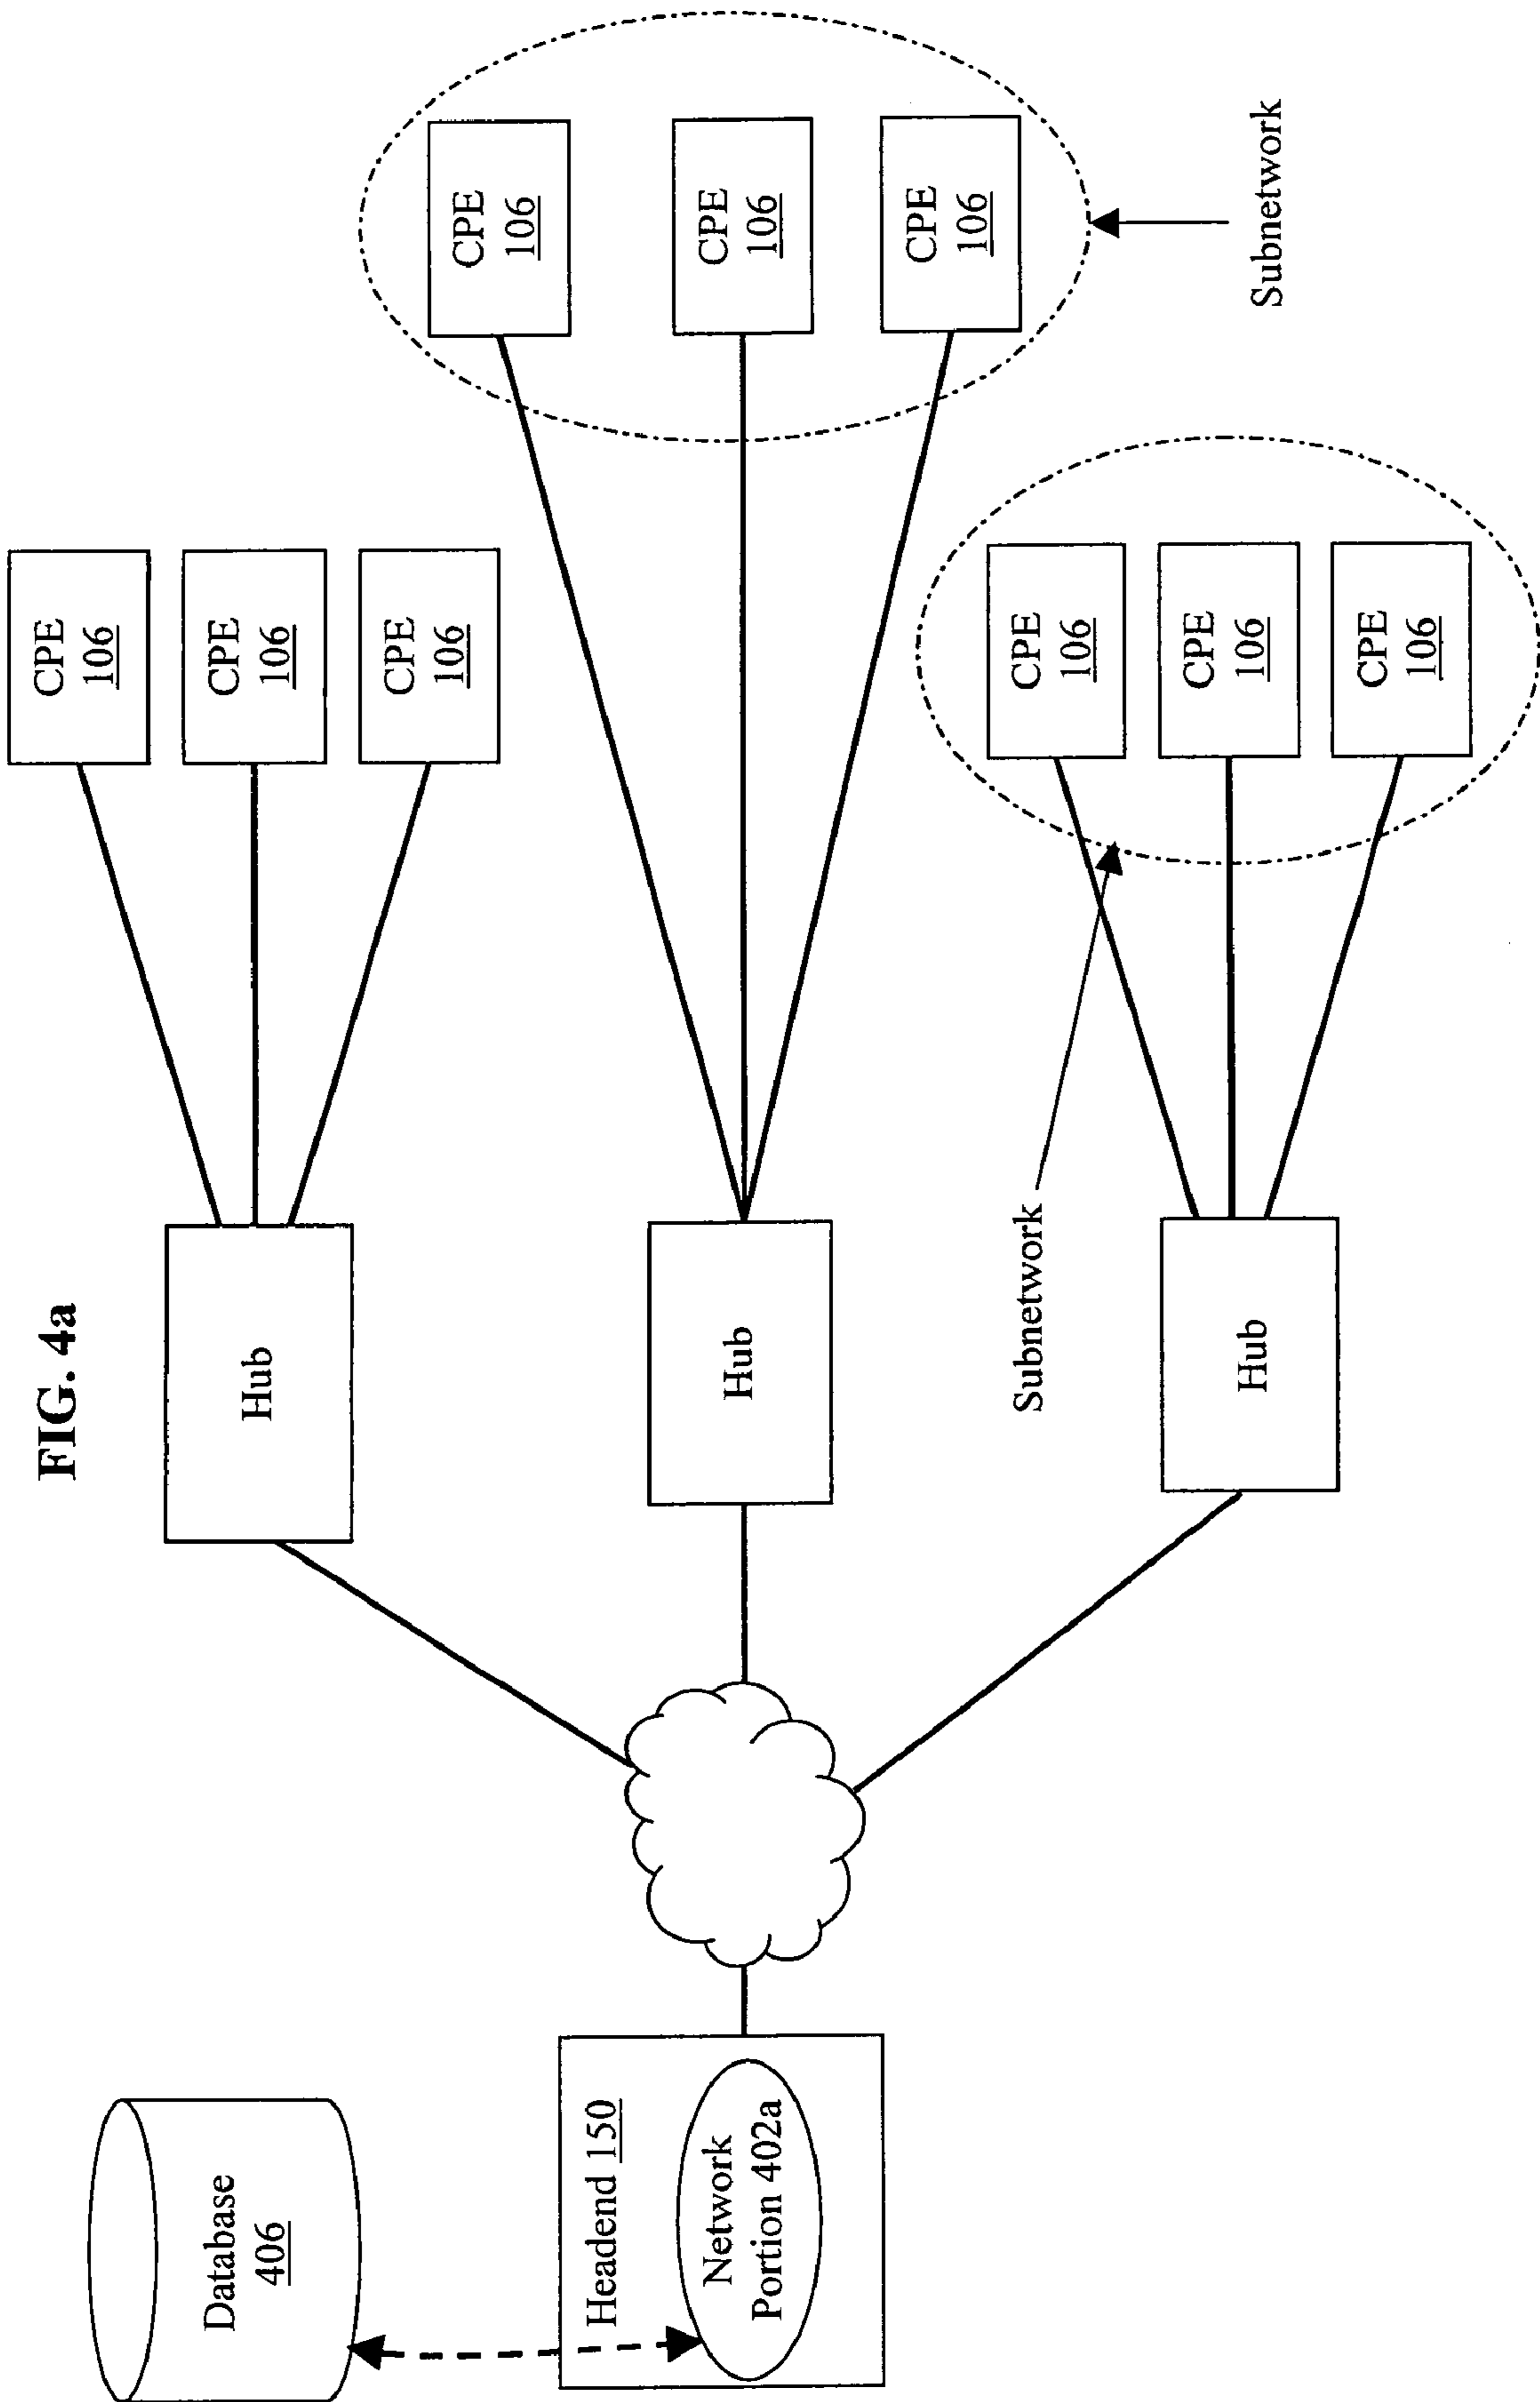 FIG. 4a
Database
406
Headend 150
Network
Portion 402a
Hub
Hub
Hub
CPE
106
CPE
106
CPE
106
CPE
106
CPE
106
CPE
106
Subnetwork
Subnetwork
CPE
106
CPE
106
CPE
106